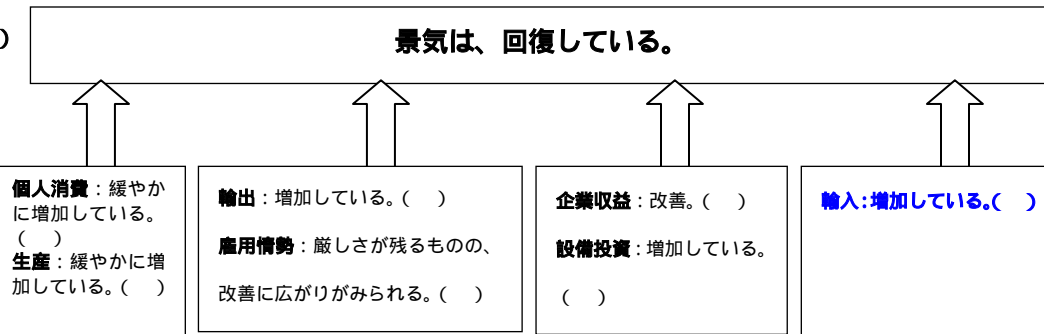 )
景気は、回復している。
個人消費：緩やか
に増加している。
（　）
生産：緩やかに増
加している。（　）
輸出：増加している。（　）
雇用情勢：厳しさが残るものの、
改善に広がりがみられる。（　）
企業収益：改善。（　）
設備投資：増加している。
（　）
輸入：増加している。（　）